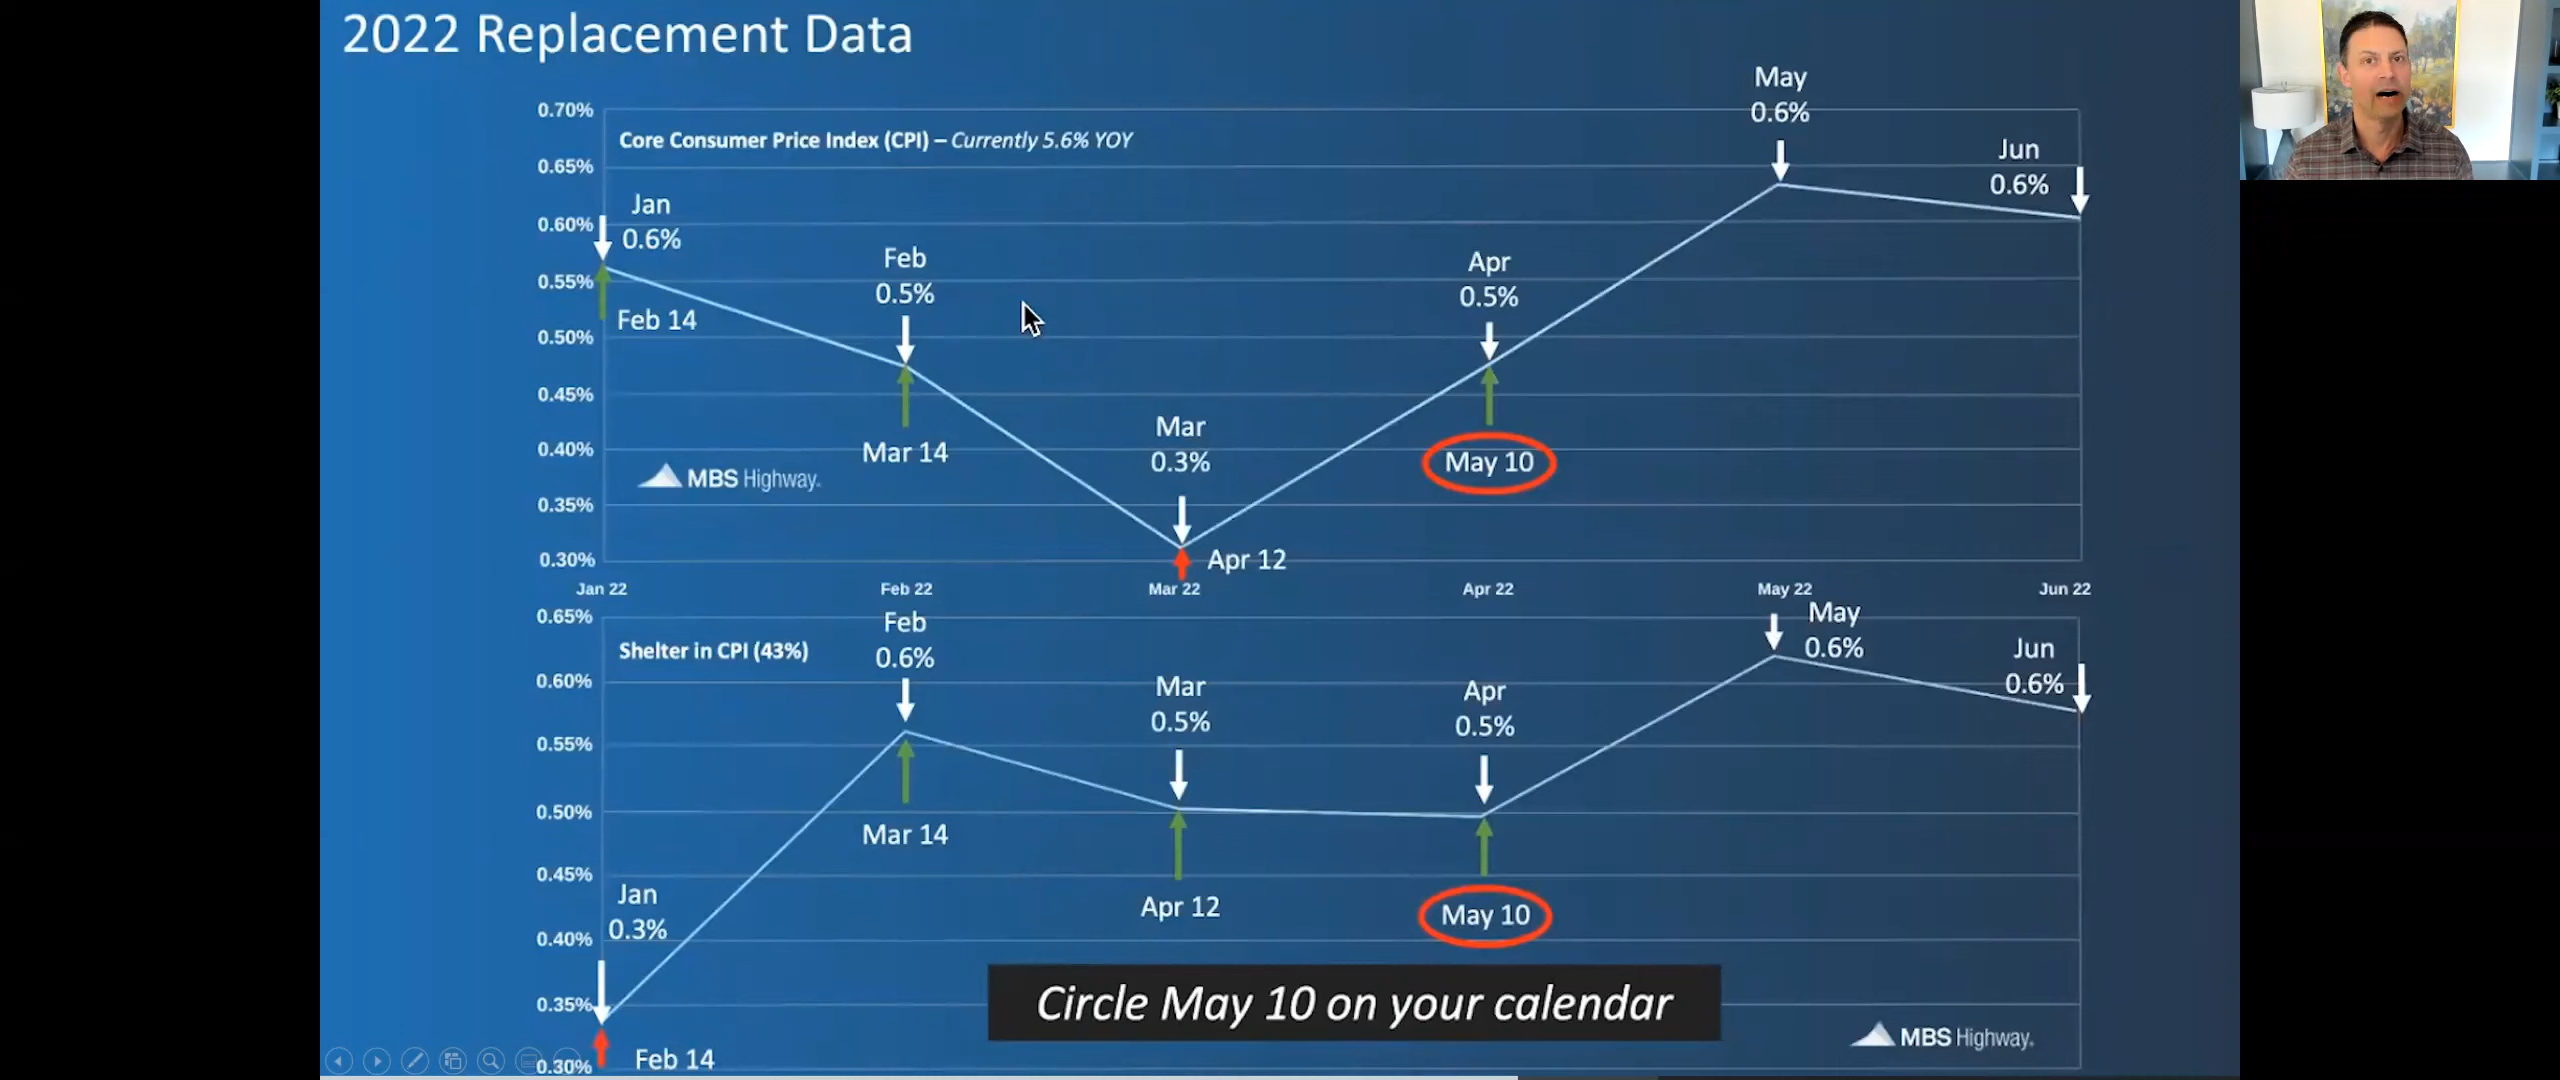 2022 Replacement Data
0.70%
0.65%
0.60%
0.55%
0.50%
0.45%
0.40%
0.35%
0.30%
Core Consumer Price Index (CPI) – Currently 5.6% YOY
Jan
0.6%
Feb 14
Feb
0.5%
Mar 14
Mar
0.3%
Apr 12
Apr
0.5%
May 10
May
0.6%
Jun
0.6%
MBS Highway.
Jan 22
Feb 22
Mar 22
Apr 22
May 22
Jun 22
0.65%
0.60%
0.55%
0.50%
0.45%
0.40%
0.35%
0.30%
Shelter in CPI (43%)
Jan
0.3%
Feb 14
Feb
0.6%
Mar 14
Mar
0.5%
Apr 12
Apr
0.5%
May 10
May
0.6%
Jun
0.6%
Circle May 10 on your calendar
MBS Highway.